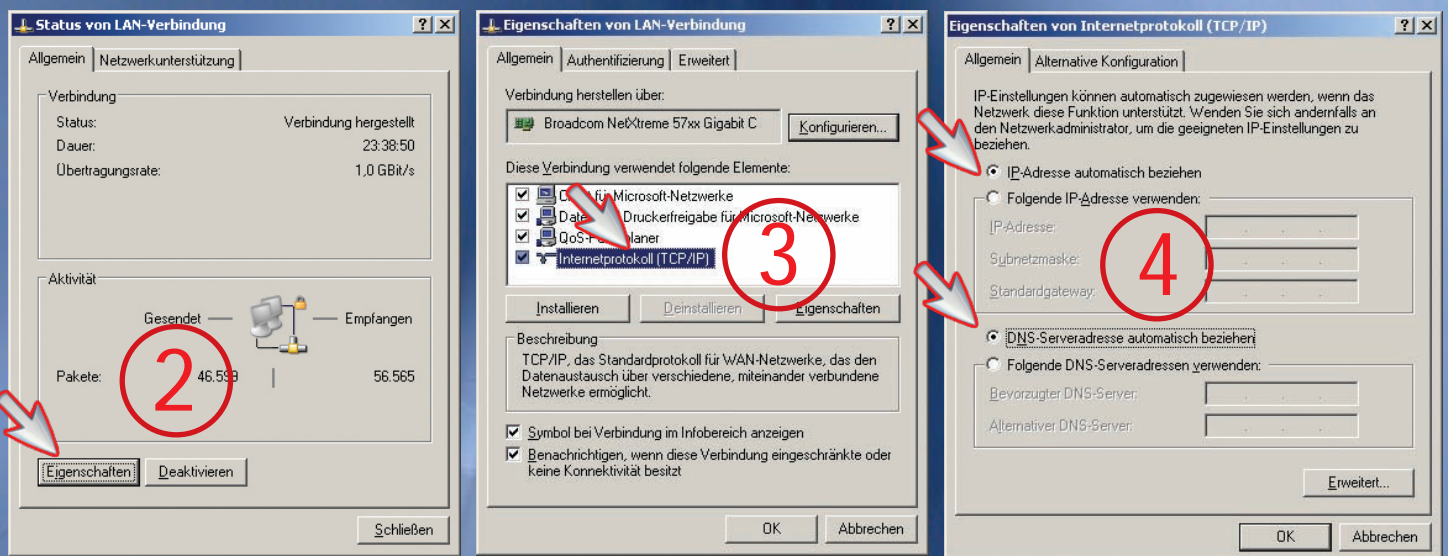 Status von LAN-Verbindung
Allgemein
Netzwerkunterstützung
Verbindung
Status: Verbindung hergestellt
Dauer: 23:38:50
Übertragungsrate: 1,0 GBit/s
Aktivität
Gesendet
Empfangen
Pakete: 56.565
2
Eigenschaften
Deaktivieren
Schließen
Eigenschaften von LAN-Verbindung
Allgemein
Authentifizierung
Erweitert
Verbindung herstellen über:
Broadcom NetXtreme 57xx Gigabit C
Konfigurieren...
Diese Verbindung verwendet folgende Elemente:
für Microsoft-Netzwerke
Druckerfreigabe für Microsoft-Netzwerke
Internetprotokoll (TCP/IP)
3
Installieren
Deinstallieren
Eigenschaften
Beschreibung
TCP/IP, das Standardprotokoll für WAN-Netzwerke, das den
Datenaustausch über verschiedene, miteinander verbundene
Netzwerke ermöglicht.
Symbol bei Verbindung im Infobereich anzeigen
Benachrichtigen, wenn diese Verbindung eingeschränkte oder
keine Konnektivität besitzt
OK
Abbrechen
Eigenschaften von Internetprotokoll (TCP/IP)
Allgemein
Alternative Konfiguration
IP-Einstellungen können automatisch zugewiesen werden, wenn das
Netzwerk diese Funktion unterstützt. Wenden Sie sich andernfalls an
den Netzwerkadministrator, um die geeigneten IP-Einstellungen zu
beziehen.
IP-Adresse automatisch beziehen
Folgende IP-Adresse verwenden:
IP-Adresse:
Subnetzmaske:
Standardgateway:
4
DNS-Serveradresse automatisch beziehen
Folgende DNS-Serveradressen verwenden:
Bevorzugter DNS-Server:
Alternativer DNS-Server:
Erweitert...
OK
Abbrechen